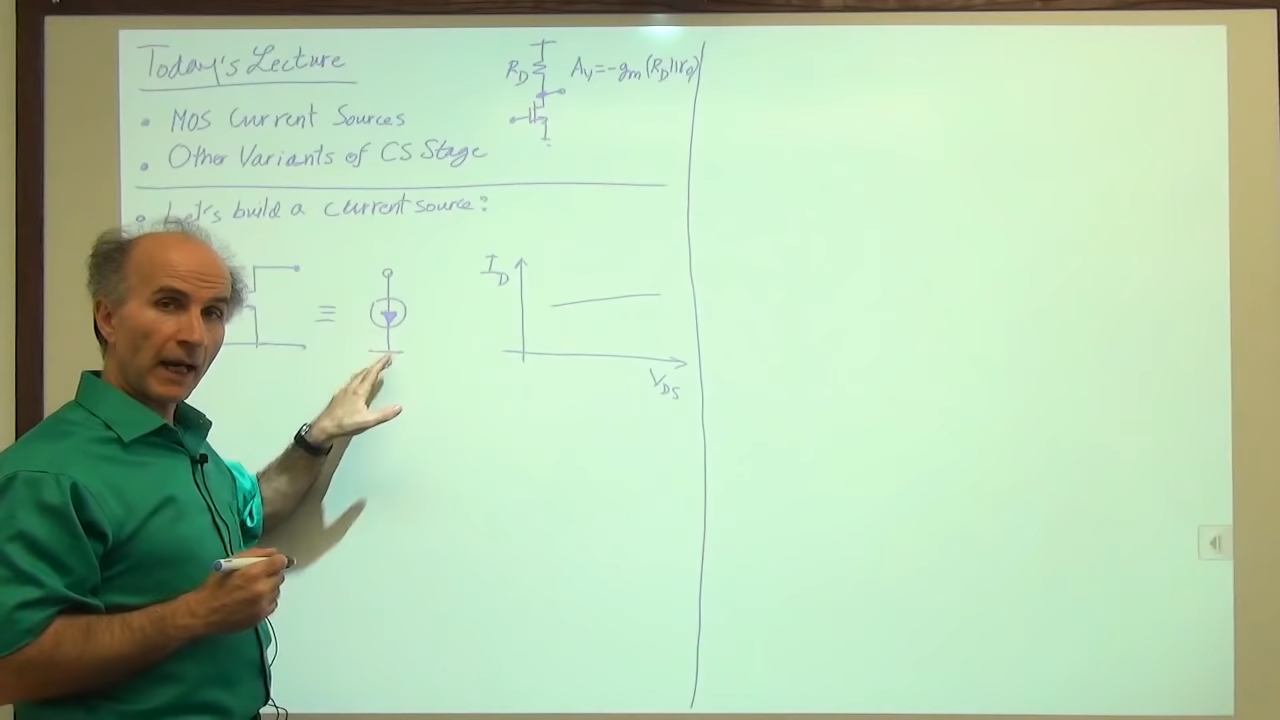 Today's Lecture
• MOS Current Sources
• Other Variants of CS Stage
R_D
A_v=-g_m(R_D||r_o)
• Let's build a current source:
≡
I_D
V_DS